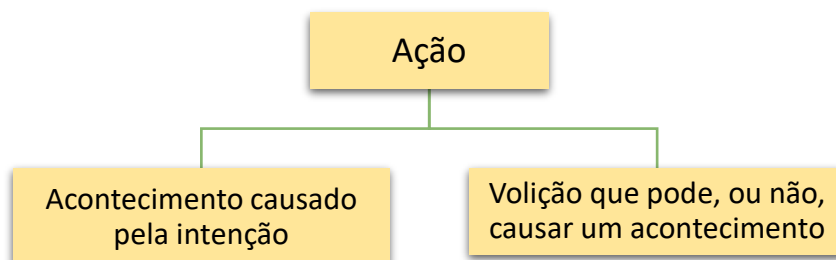 Ação
Acontecimento causado
pela intenção
Volição que pode, ou não,
causar um acontecimento